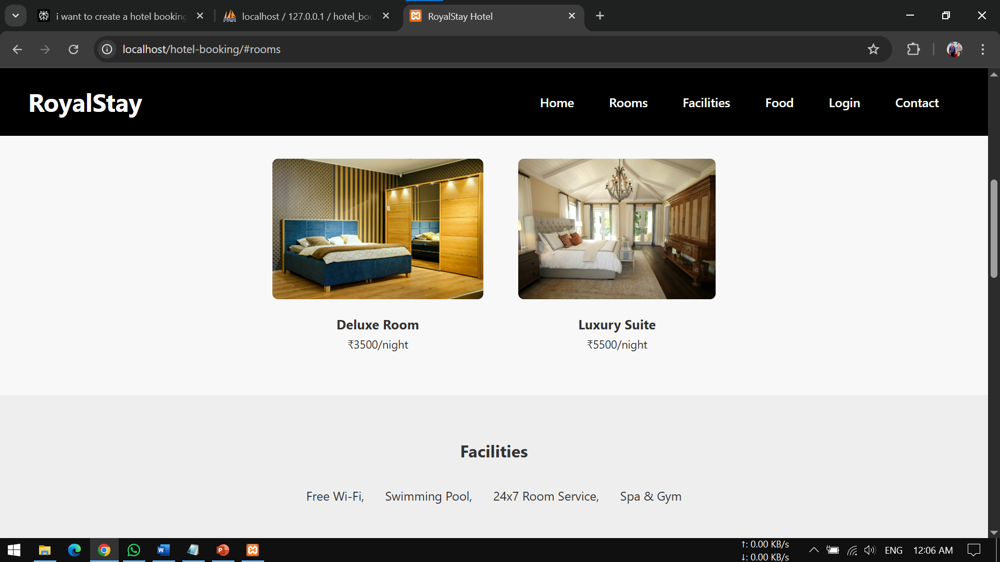 i want to create a hotel booking
localhost / 127.0.0.1 / hotel_boo
RoyalStay Hotel
localhost/hotel-booking/#rooms
RoyalStay
Home Rooms Facilities Food Login Contact
Deluxe Room
₹3500/night
Luxury Suite
₹5500/night
Facilities
Free Wi-Fi, Swimming Pool, 24x7 Room Service, Spa & Gym
↑: 0.00 KB/s
↓: 0.00 KB/s
ENG
12:06 AM